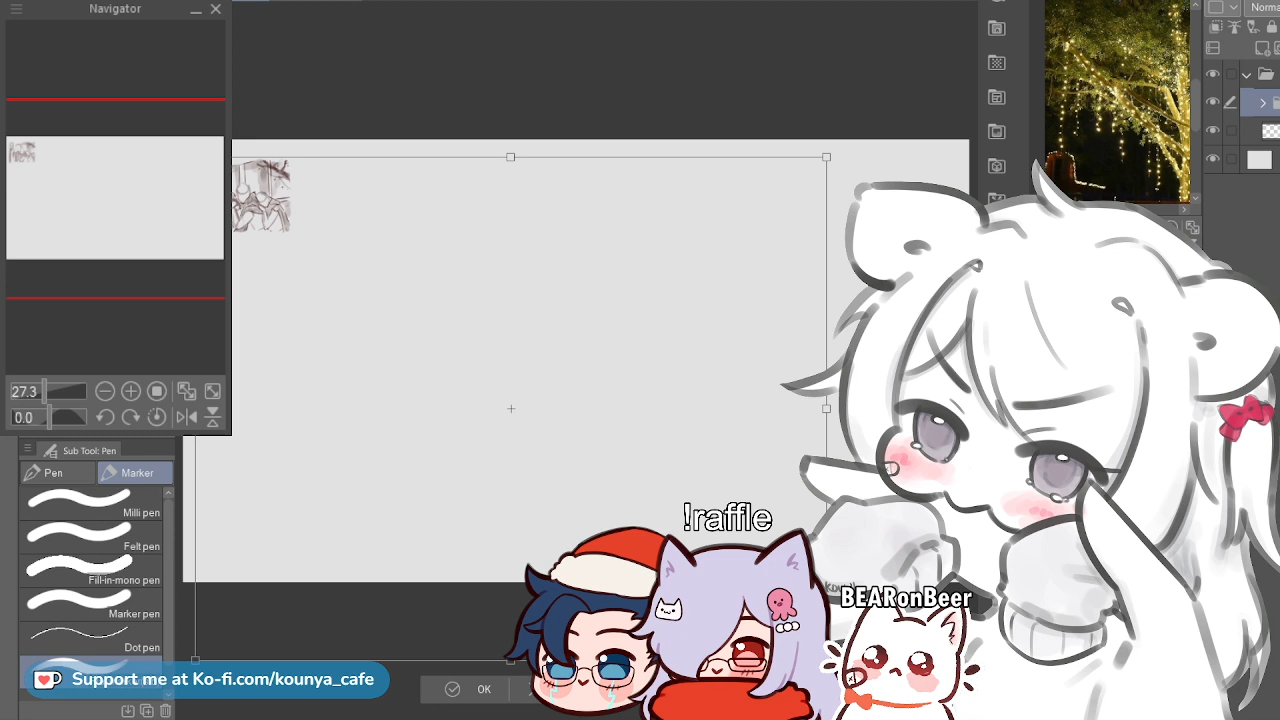 Navigator
Norma
27.3
0.0
Sub Tool: Pen
Pen
Marker
Milli pen
Felt pen
Fill-in-mono pen
Marker pen
Dot pen
!raffle
BEARonBeer
Support me at Ko-fi.com/kounya_cafe
OK